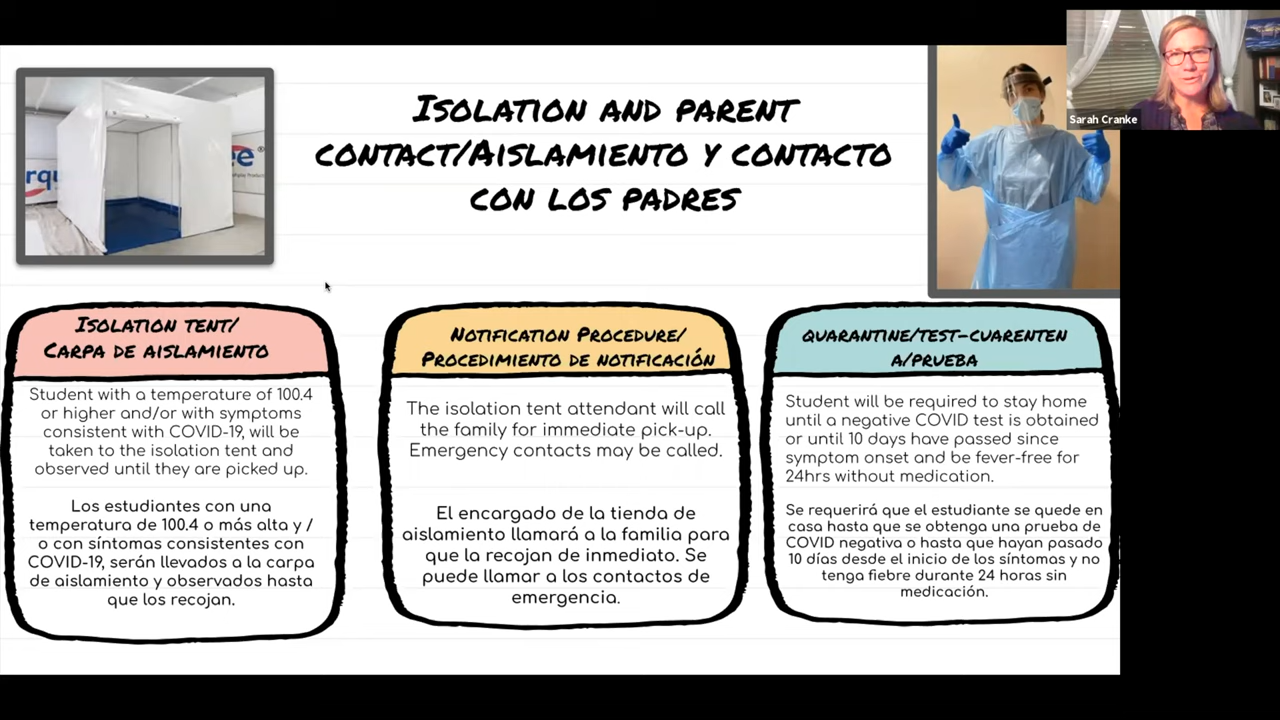 Isolation and parent
contact/Aislamiento y contacto
con los padres
Sarah Cranke
Isolation tent/
Carpa de aislamiento
Student with a temperature of 100.4
or higher and/or with symptoms
consistent with COVID-19, will be
taken to the isolation tent and
observed until they are picked up.
Los estudiantes con una
temperatura de 100.4 o más alta y /
o con síntomas consistentes con
COVID-19, serán llevados a la carpa
de aislamiento y observados hasta
que los recojan.
Notification Procedure/
Procedimiento de notificación
The isolation tent attendant will call
the family for immediate pick-up.
Emergency contacts may be called.
El encargado de la tienda de
aislamiento llamará a la familia para
que la recojan de inmediato. Se
puede llamar a los contactos de
emergencia.
quarantine/test-cuarenten
a/prueba
Student will be required to stay home
until a negative COVID test is obtained
or until 10 days have passed since
symptom onset and be fever-free for
24hrs without medication.
Se requerirá que el estudiante se quede en
casa hasta que se obtenga una prueba de
COVID negativa o hasta que hayan pasado
10 días desde el inicio de los síntomas y no
tenga fiebre durante 24 horas sin
medicación.